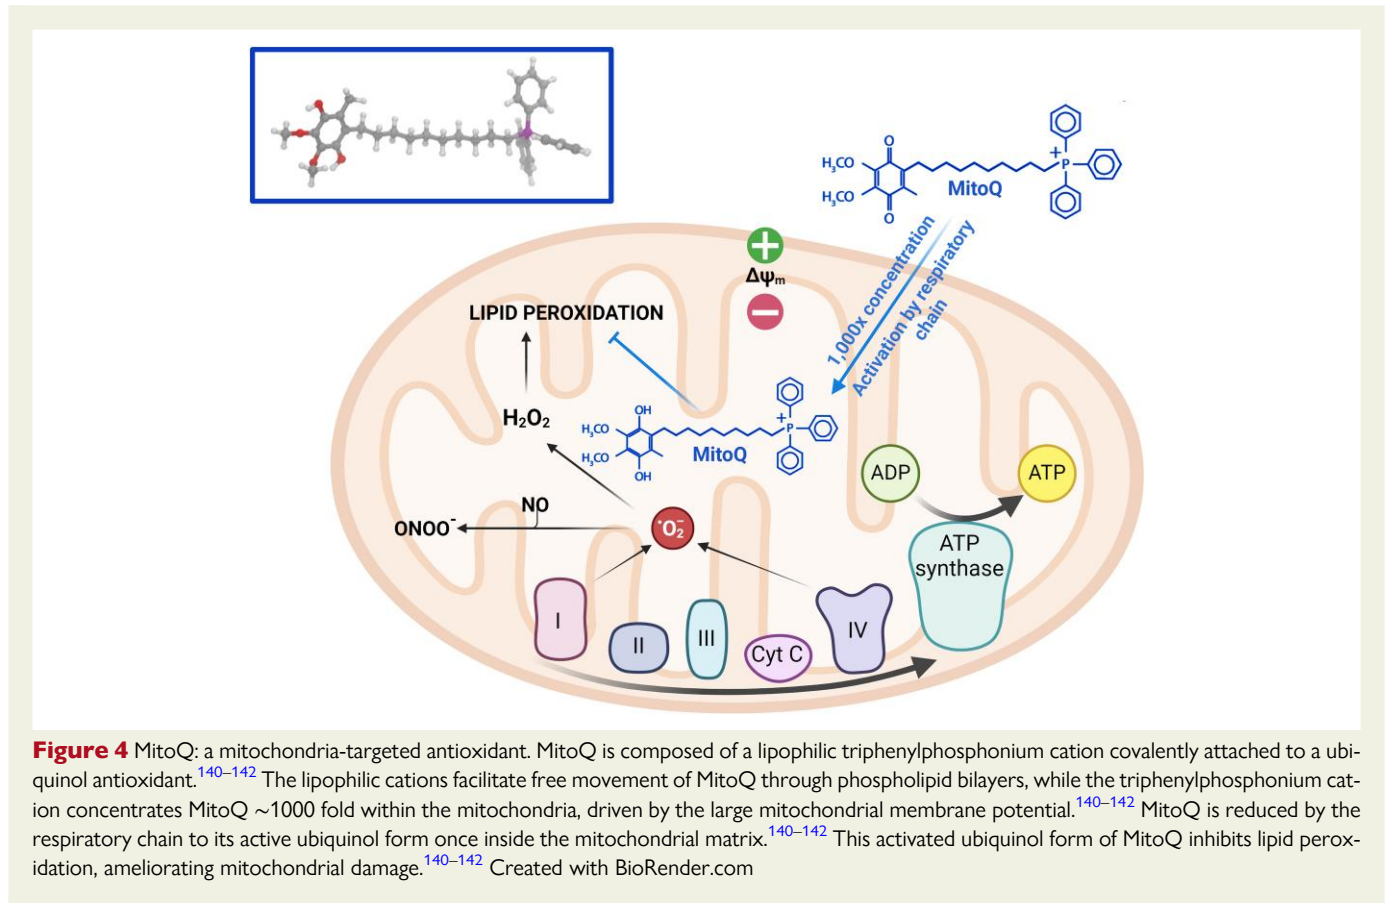 H₃CO
H₃CO
O
O
MitoQ
+
P
1,000x concentration
Activation by respiratory
chain
+
Δψₘ
−
LIPID PEROXIDATION
H₂O₂
OH
H₃CO
H₃CO
OH
MitoQ
+
P
ADP
ATP
NO
ONOO⁻
•O₂⁻
ATP
synthase
I
II
III
Cyt C
IV
Figure 4 MitoQ: a mitochondria-targeted antioxidant. MitoQ is composed of a lipophilic triphenylphosphonium cation covalently attached to a ubi-
quinol antioxidant.140–142 The lipophilic cations facilitate free movement of MitoQ through phospholipid bilayers, while the triphenylphosphonium cat-
ion concentrates MitoQ ~1000 fold within the mitochondria, driven by the large mitochondrial membrane potential.140–142 MitoQ is reduced by the
respiratory chain to its active ubiquinol form once inside the mitochondrial matrix.140–142 This activated ubiquinol form of MitoQ inhibits lipid perox-
idation, ameliorating mitochondrial damage.140–142 Created with BioRender.com